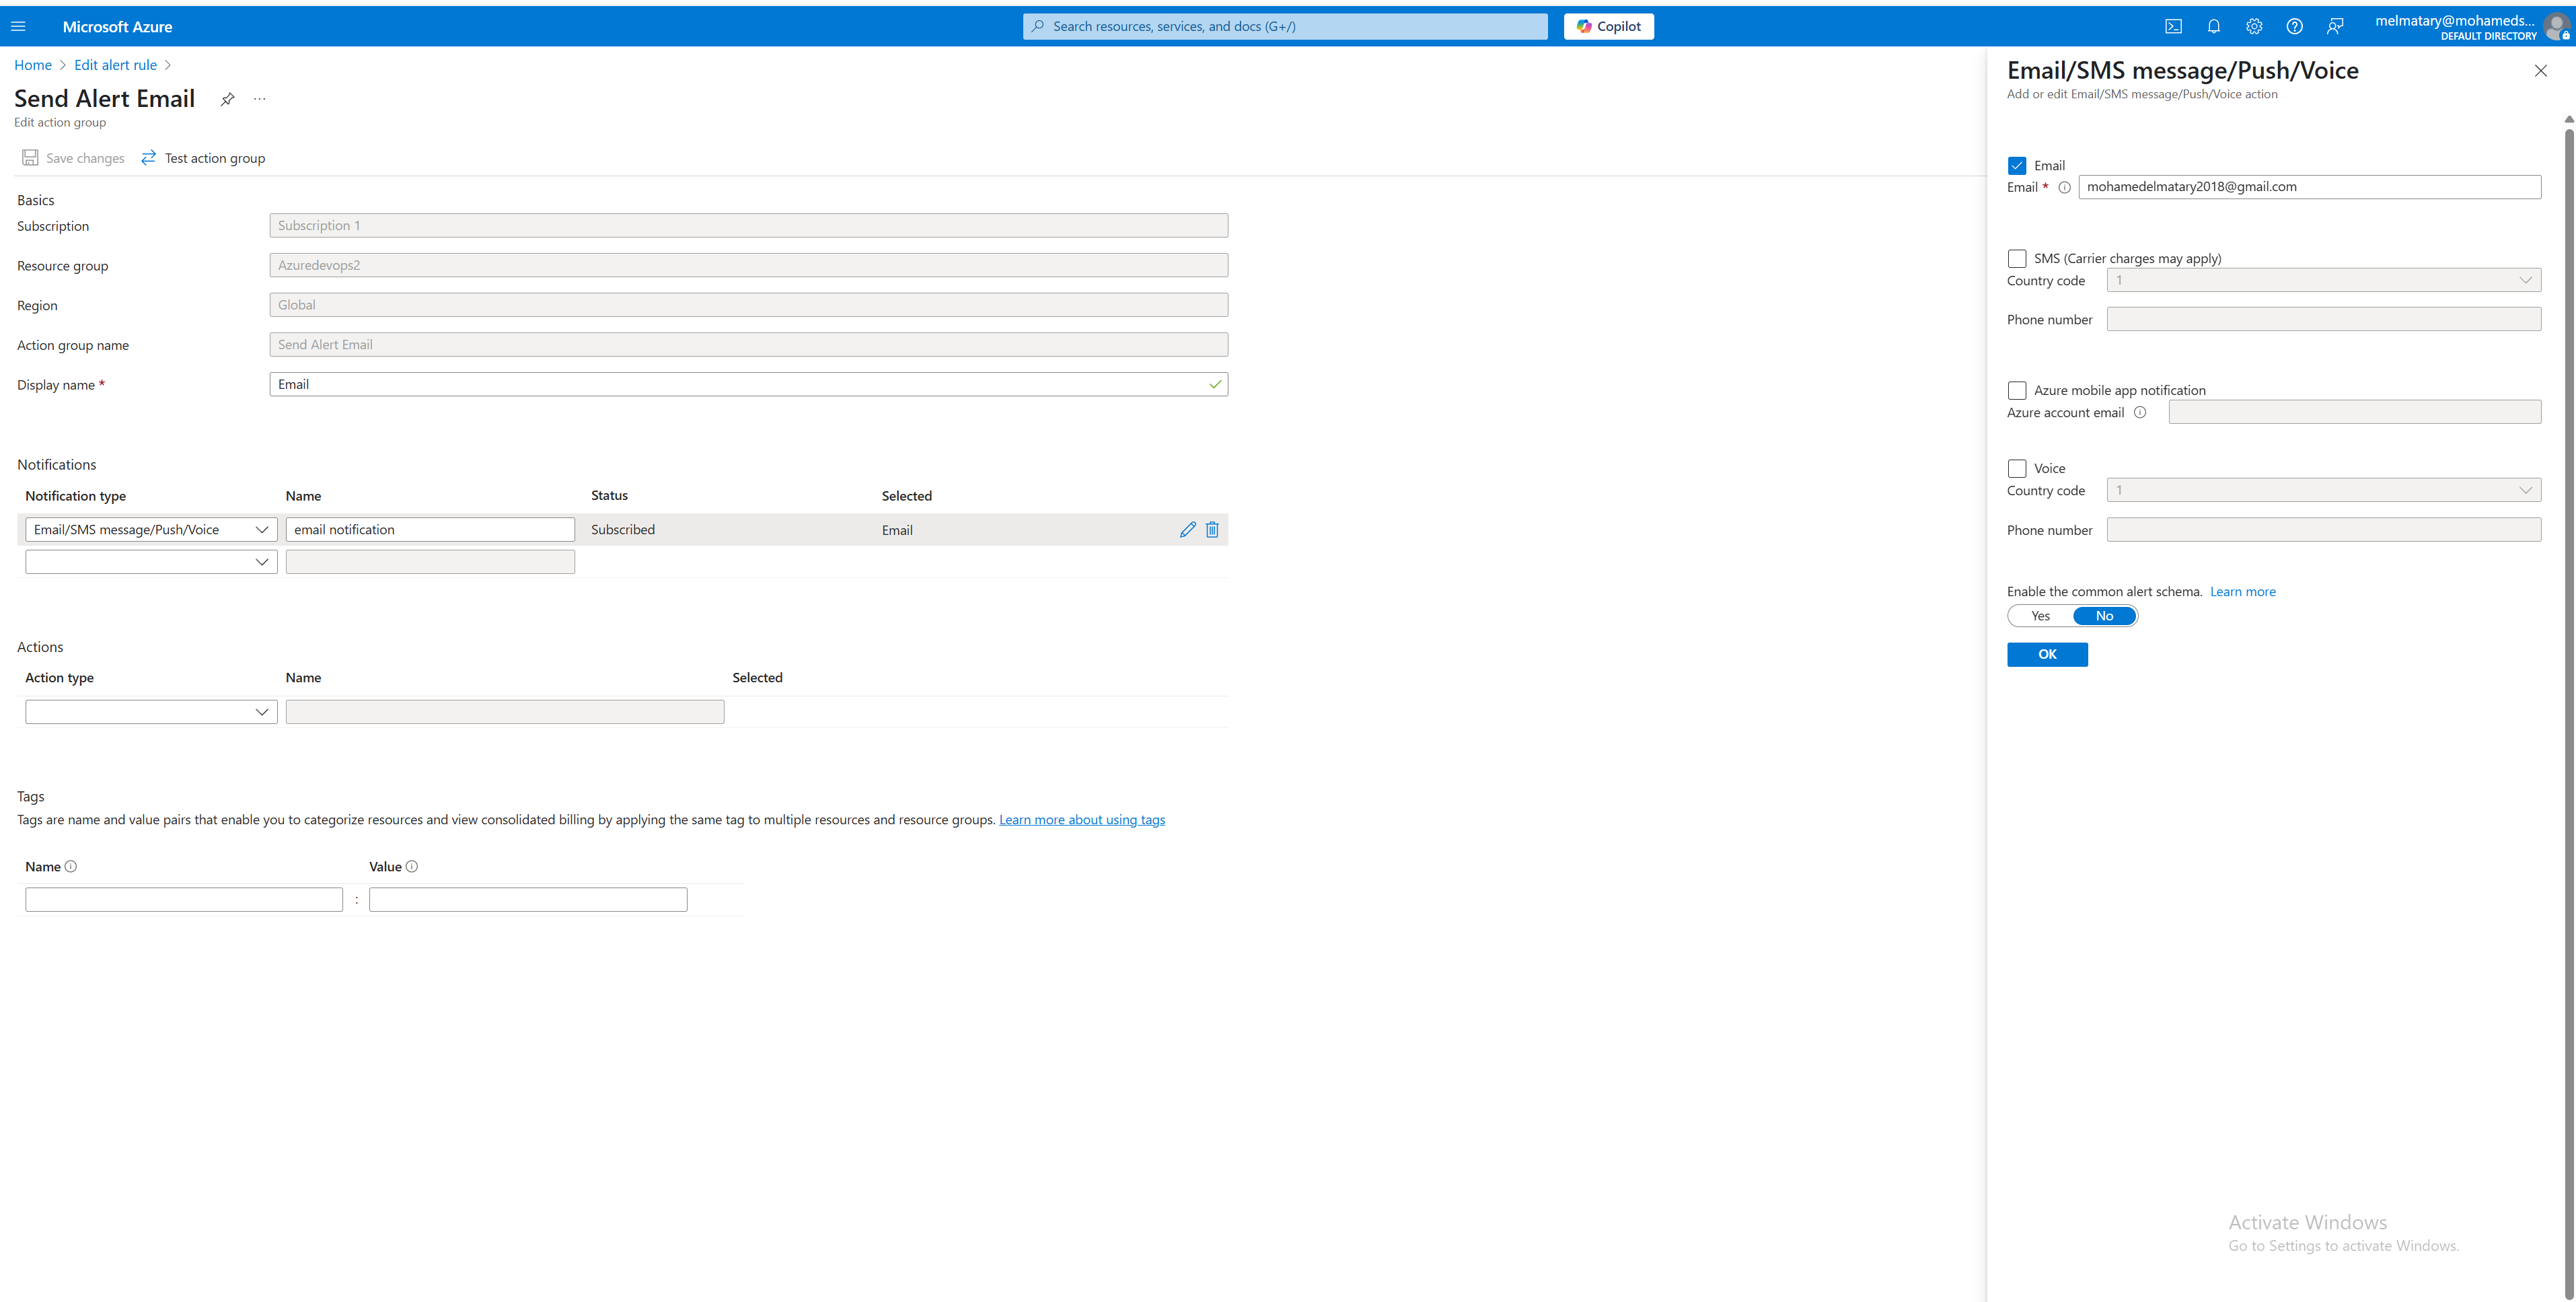 Microsoft Azure
Search resources, services, and docs (G+/)
Copilot
melmatary@mohameds...
DEFAULT DIRECTORY
Home > Edit alert rule >
Send Alert Email
Edit action group
Save changes
Test action group
Basics
Subscription
Subscription 1
Resource group
Azuredevops2
Region
Global
Action group name
Send Alert Email
Display name *
Email
Notifications
Notification type Name Status Selected
Email/SMS message/Push/Voice email notification Subscribed Email
Actions
Action type Name Selected
Tags
Tags are name and value pairs that enable you to categorize resources and view consolidated billing by applying the same tag to multiple resources and resource groups. Learn more about using tags
Name Value
:
Email/SMS message/Push/Voice
Add or edit Email/SMS message/Push/Voice action
Email
Email * mohamedelmatary2018@gmail.com
SMS (Carrier charges may apply)
Country code 1
Phone number
Azure mobile app notification
Azure account email
Voice
Country code 1
Phone number
Enable the common alert schema. Learn more
Yes No
OK
Activate Windows
Go to Settings to activate Windows.